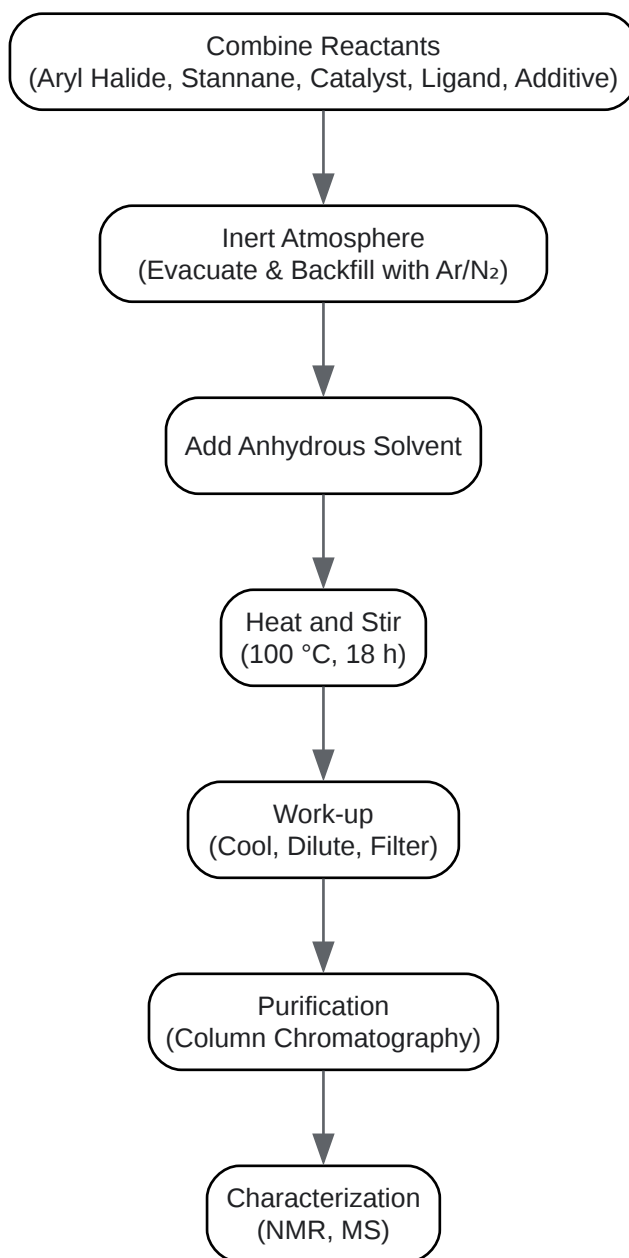 Combine Reactants
(Aryl Halide, Stannane, Catalyst, Ligand, Additive)
Inert Atmosphere
(Evacuate & Backfill with Ar/N₂)
Add Anhydrous Solvent
Heat and Stir
(100 °C, 18 h)
Work-up
(Cool, Dilute, Filter)
Purification
(Column Chromatography)
Characterization
(NMR, MS)